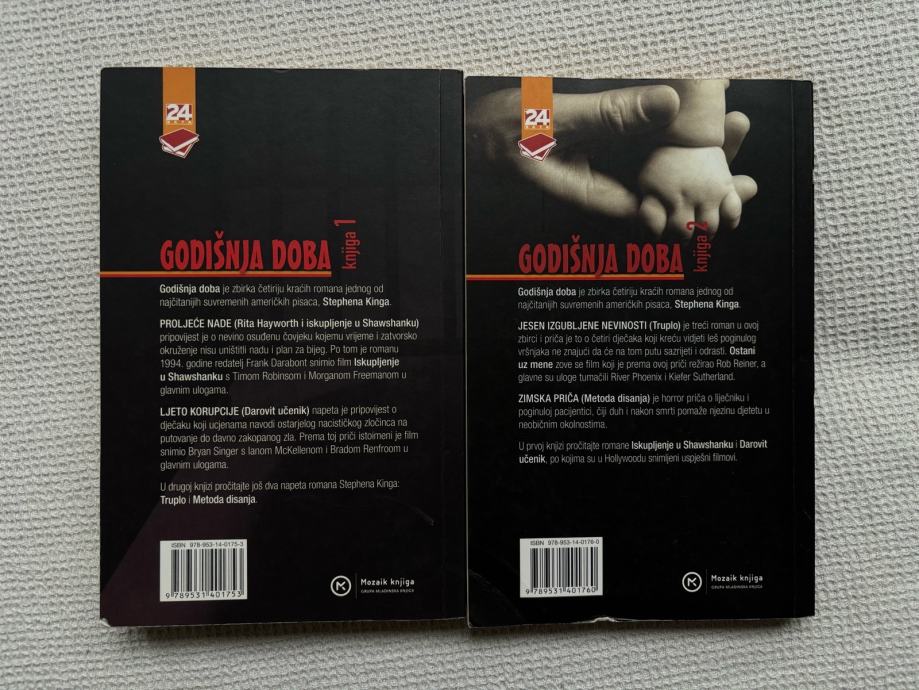 24
SATA
GODIŠNJA DOBA
knjiga 1
Godišnja doba je zbirka četiriju kraćih romana jednog od
najčitanijih suvremenih američkih pisaca, Stephena Kinga.
PROLJEĆE NADE (Rita Hayworth i iskupljenje u Shawshanku)
pripovijest je o nevino osuđenu čovjeku kojemu vrijeme i zatvorsko
okruženje nisu uništitli nadu i plan za bijeg. Po tom je romanu
1994. godine redatelj Frank Darabont snimio film Iskupljenje
u Shawshanku s Timom Robinsom i Morganom Freemanom u
glavnim ulogama.
LJETO KORUPCIJE (Darovit učenik) napeta je pripovijest o
dječaku koji ucjenama navodi ostarjelog nacističkog zločinca na
putovanje do davno zakopanog zla. Prema toj priči istoimeni je film
snimio Bryan Singer s Ianom McKellenom i Bradom Renfroom u
glavnim ulogama.
U drugoj knjizi pročitajte još dva napeta romana Stephena Kinga:
Truplo i Metoda disanja.
ISBN 978-953-14-0175-3
9 789531 401753
Mozaik knjiga
GRUPA MLADINSKA KNJIGA
24
SATA
GODIŠNJA DOBA
knjiga 2
Godišnja doba je zbirka četiriju kraćih romana jednog od
najčitanijih suvremenih američkih pisaca, Stephena Kinga.
JESEN IZGUBLJENE NEVINOSTI (Truplo) je treći roman u ovoj
zbirci i priča je to o četiri dječaka koji kreću vidjeti leš poginulog
vršnjaka ne znajući da će na tom putu sazrijeti i odrasti. Ostani
uz mene zove se film koji je prema ovoj priči režirao Rob Reiner, a
glavne su uloge tumačili River Phoenix i Kiefer Sutherland.
ZIMSKA PRIČA (Metoda disanja) je horror priča o liječniku i
poginuloj pacijentici, čiji duh i nakon smrti pomaže njezinu djetetu u
neobičnim okolnostima.
U prvoj knjizi pročitajte romane Iskupljenje u Shawshanku i Darovit
učenik, po kojima su u Hollywoodu snimljeni uspješni filmovi.
ISBN 978-953-14-0176-0
9 789531 401760
Mozaik knjiga
GRUPA MLADINSKA KNJIGA